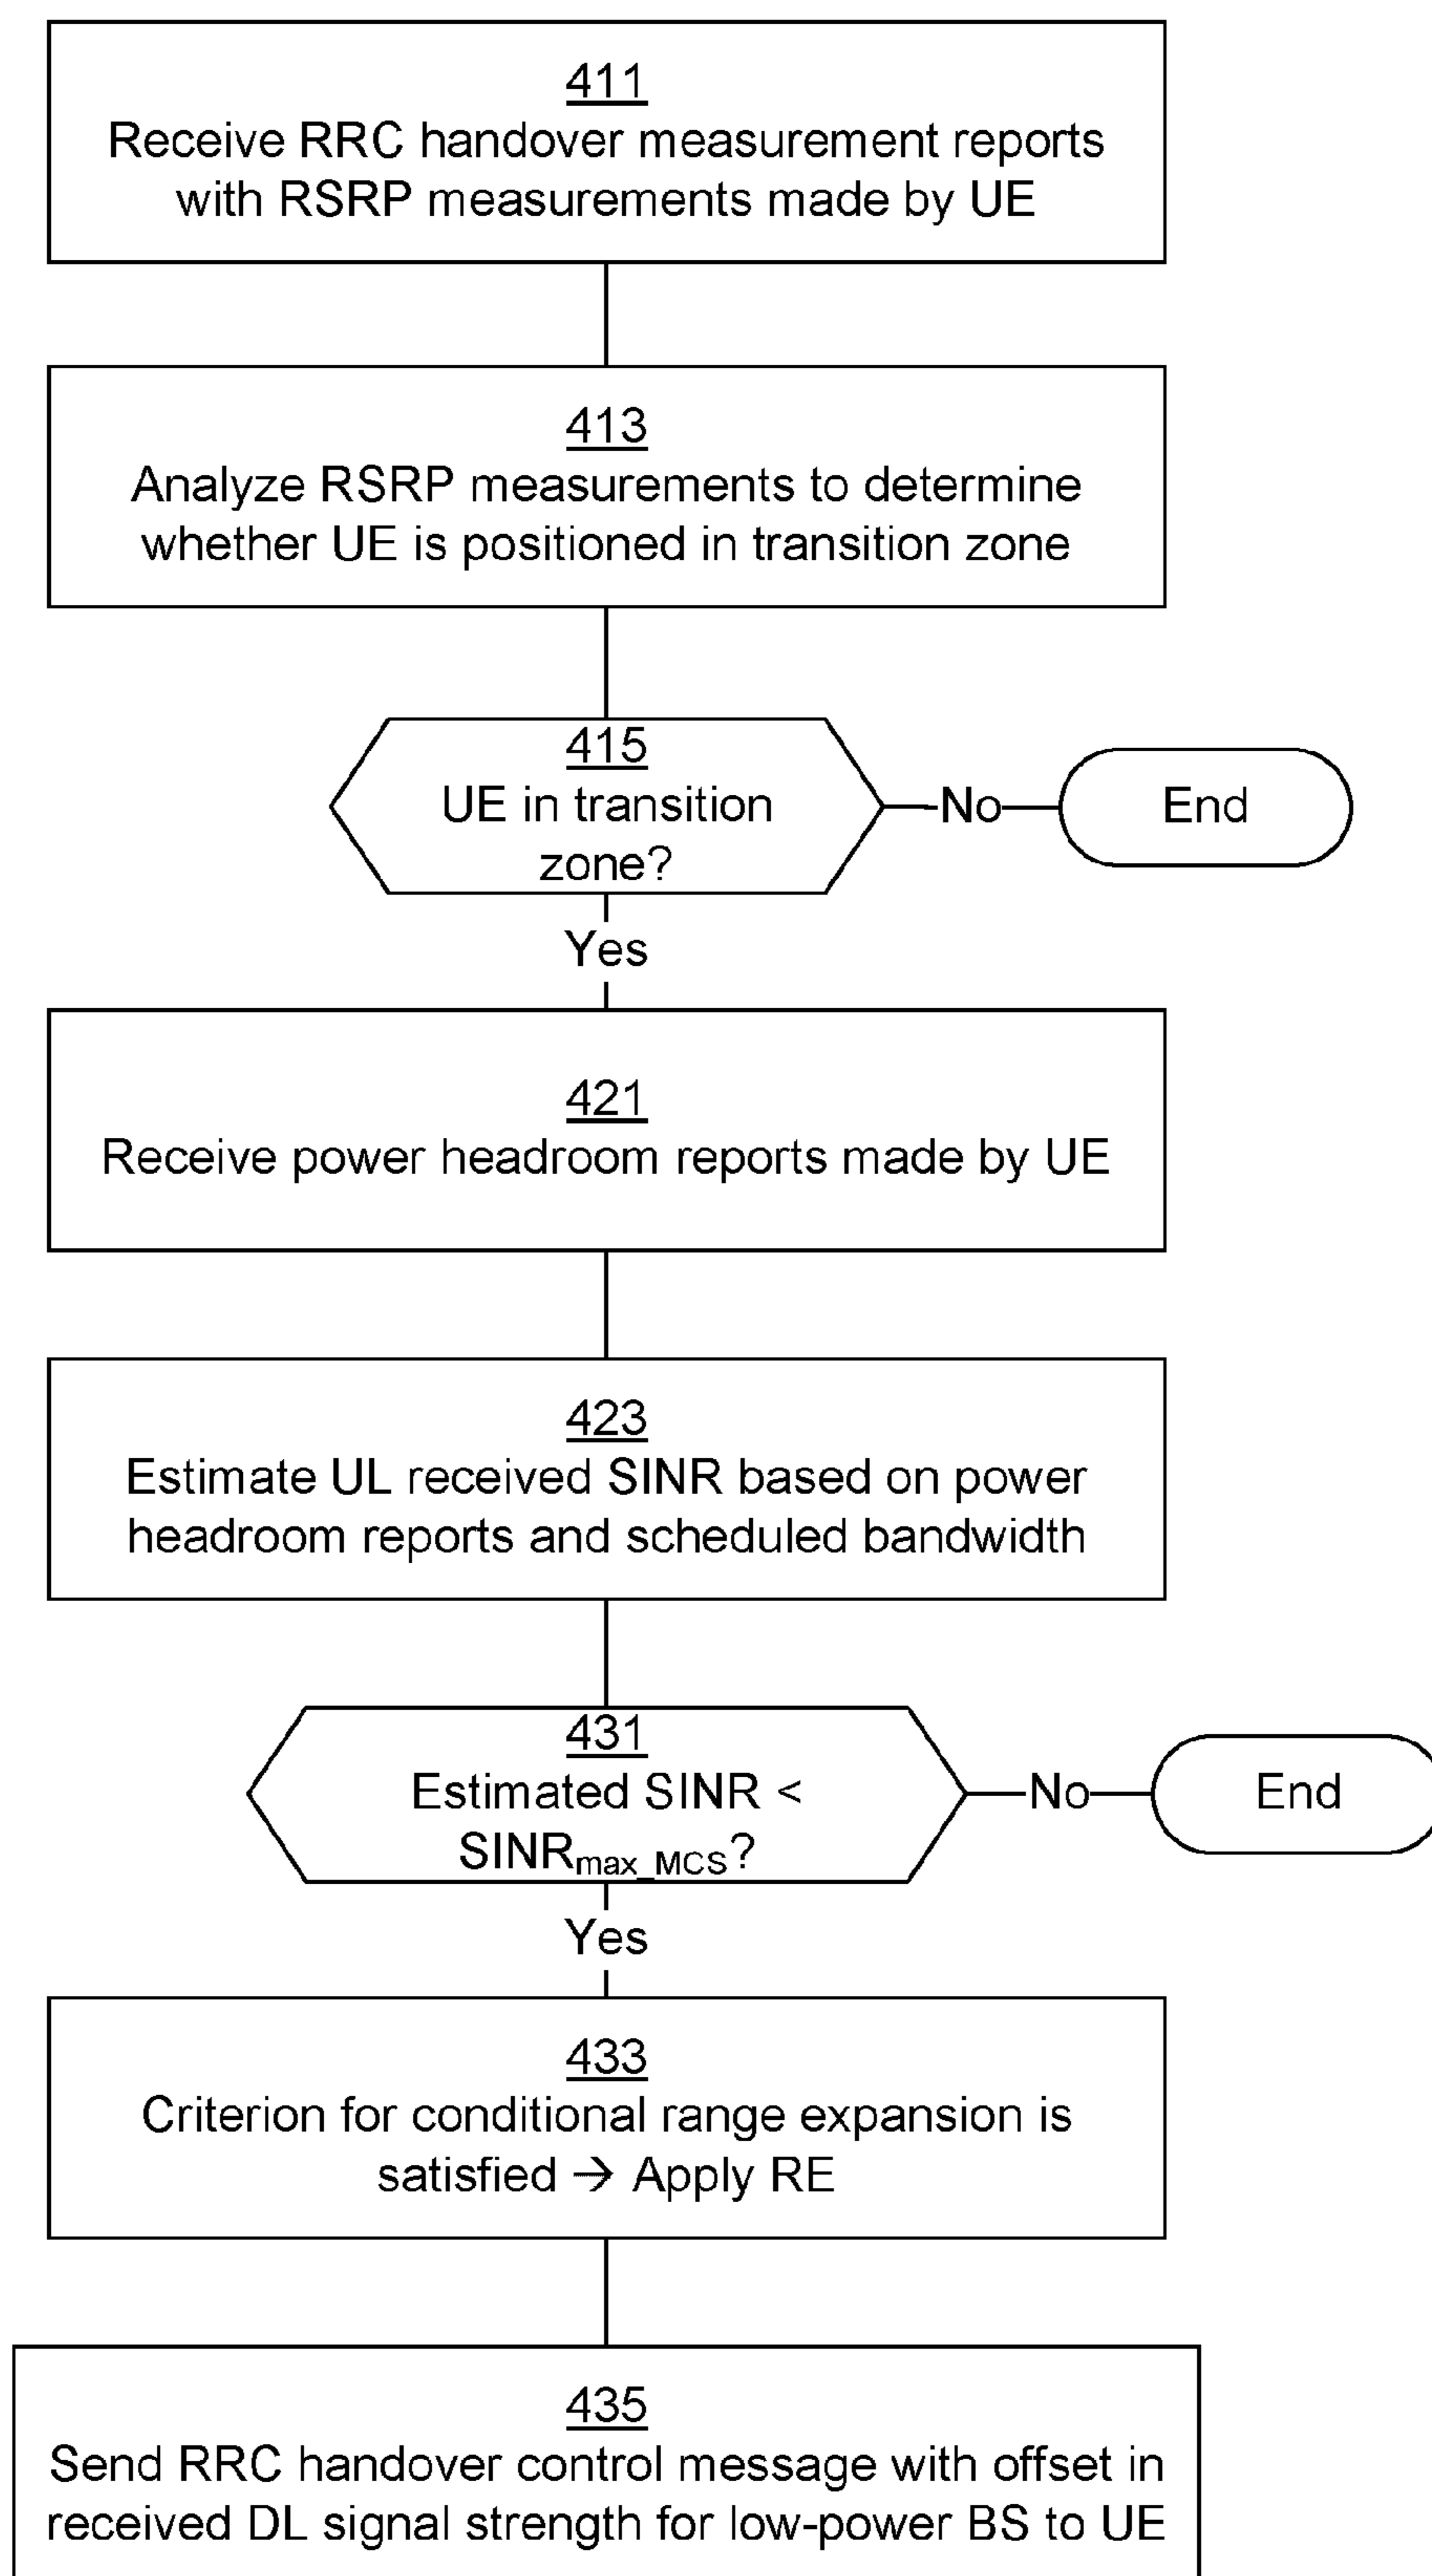 411
Receive RRC handover measurement reports
with RSRP measurements made by UE
413
Analyze RSRP measurements to determine
whether UE is positioned in transition zone
415
UE in transition
zone?
No
End
Yes
421
Receive power headroom reports made by UE
423
Estimate UL received SINR based on power
headroom reports and scheduled bandwidth
431
Estimated SINR <
SINRmax_MCS?
No
End
Yes
433
Criterion for conditional range expansion is
satisfied → Apply RE
435
Send RRC handover control message with offset in
received DL signal strength for low-power BS to UE